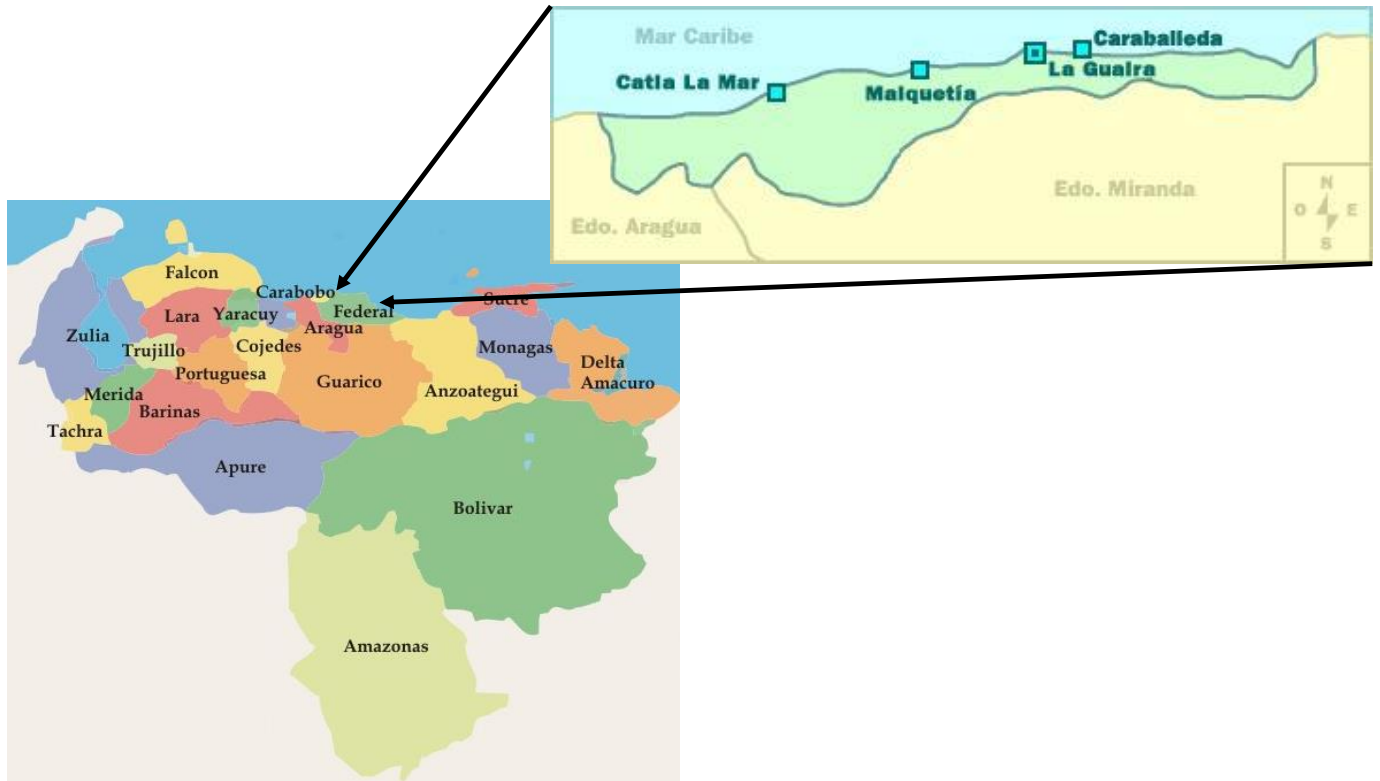 Mar Caribe
Caraballeda
La Guaira
Catia La Mar
Maiquetía
Edo. Miranda
Edo. Aragua
N
O E
S
Falcon
Carabobo
Sucre
Federal
Lara
Yaracuy
Aragua
Zulia
Cojedes
Monagas
Trujillo
Delta
Amacuro
Portuguesa
Guarico
Anzoategui
Merida
Barinas
Tachra
Apure
Bolivar
Amazonas